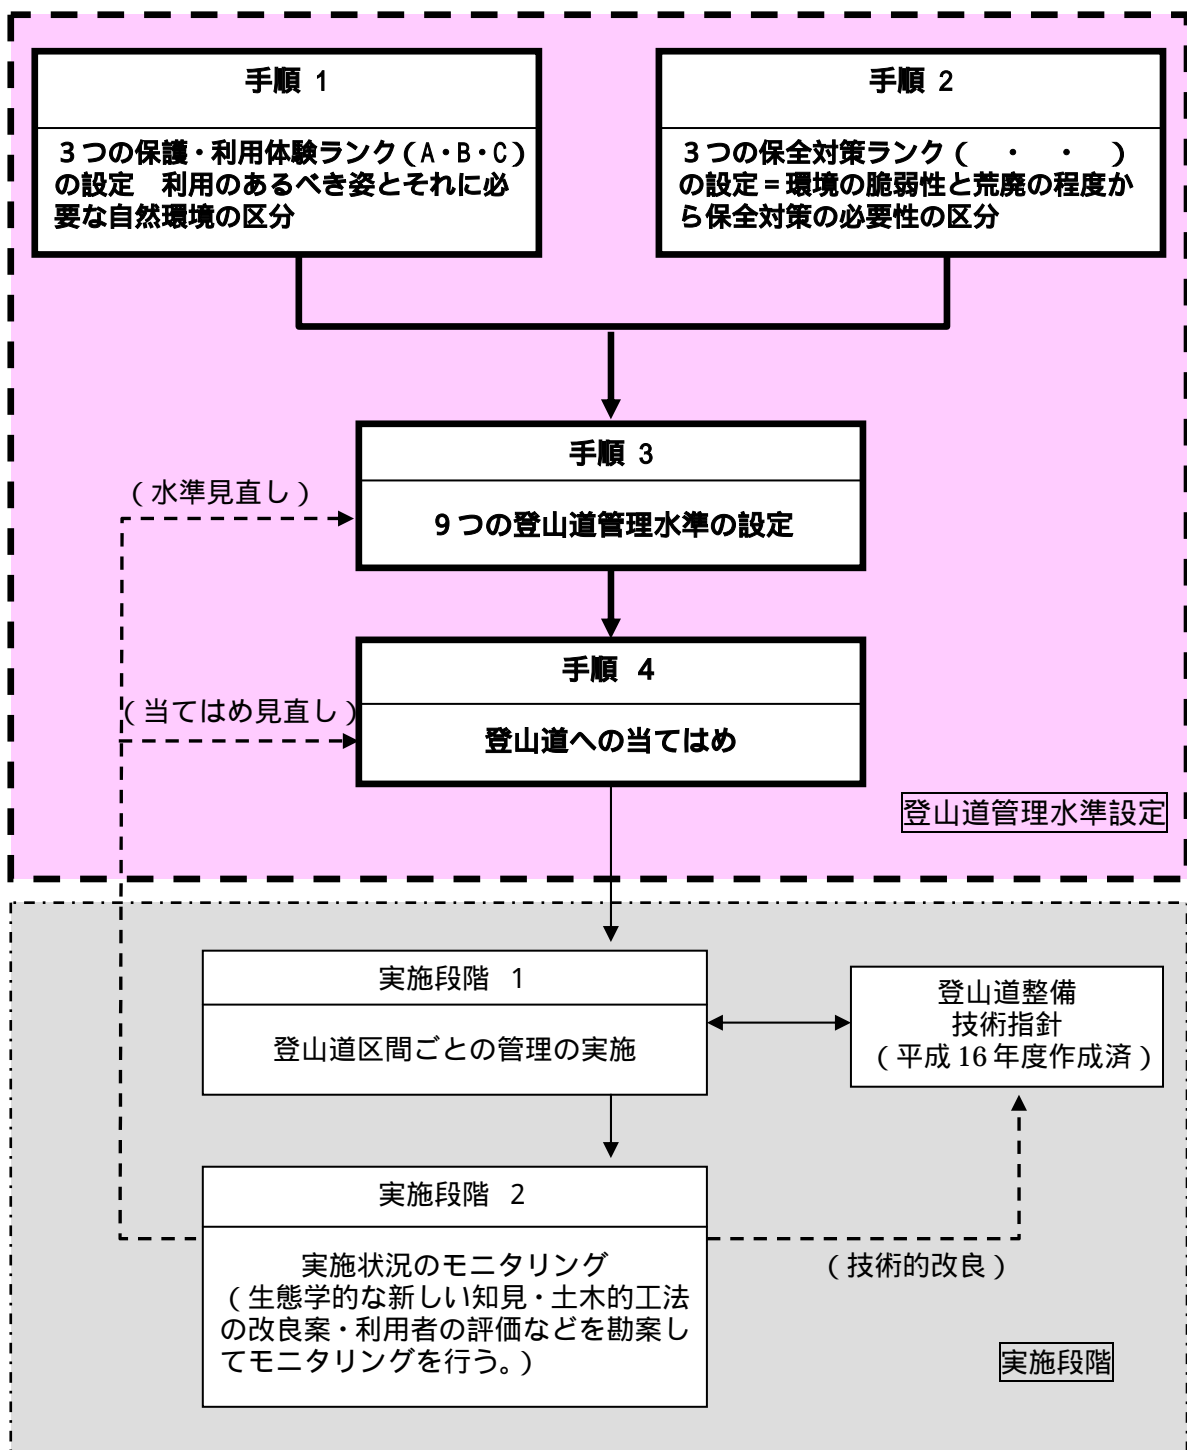 手順 1
３つの保護・利用体験ランク（A・B・C）
の設定　利用のあるべき姿とそれに必
要な自然環境の区分
手順 2
３つの保全対策ランク（　・　・　）
の設定＝環境の脆弱性と荒廃の程度か
ら保全対策の必要性の区分
手順 3
９つの登山道管理水準の設定
（水準見直し）
手順 4
登山道への当てはめ
（当てはめ見直し）
登山道管理水準設定
実施段階 1
登山道区間ごとの管理の実施
登山道整備
技術指針
（平成 16 年度作成済）
実施段階 2
実施状況のモニタリング
（生態学的な新しい知見・土木的工法
の改良案・利用者の評価などを勘案し
てモニタリングを行う。）
（技術的改良）
実施段階